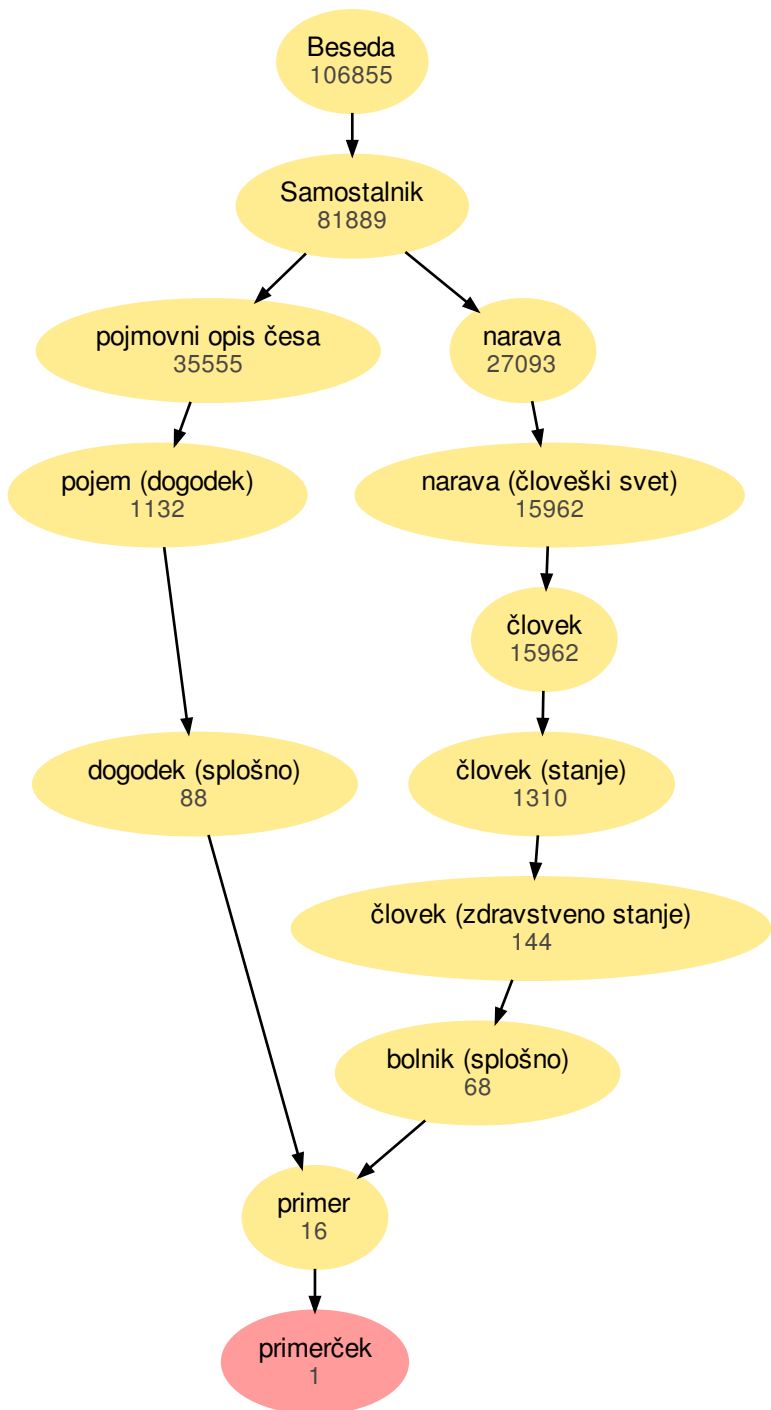 Beseda
106855
Samostalnik
81889
pojmovni opis česa
35555
narava
27093
pojem (dogodek)
1132
narava (človeški svet)
15962
človek
15962
dogodek (splošno)
88
človek (stanje)
1310
človek (zdravstveno stanje)
144
bolnik (splošno)
68
primer
16
primerček
1